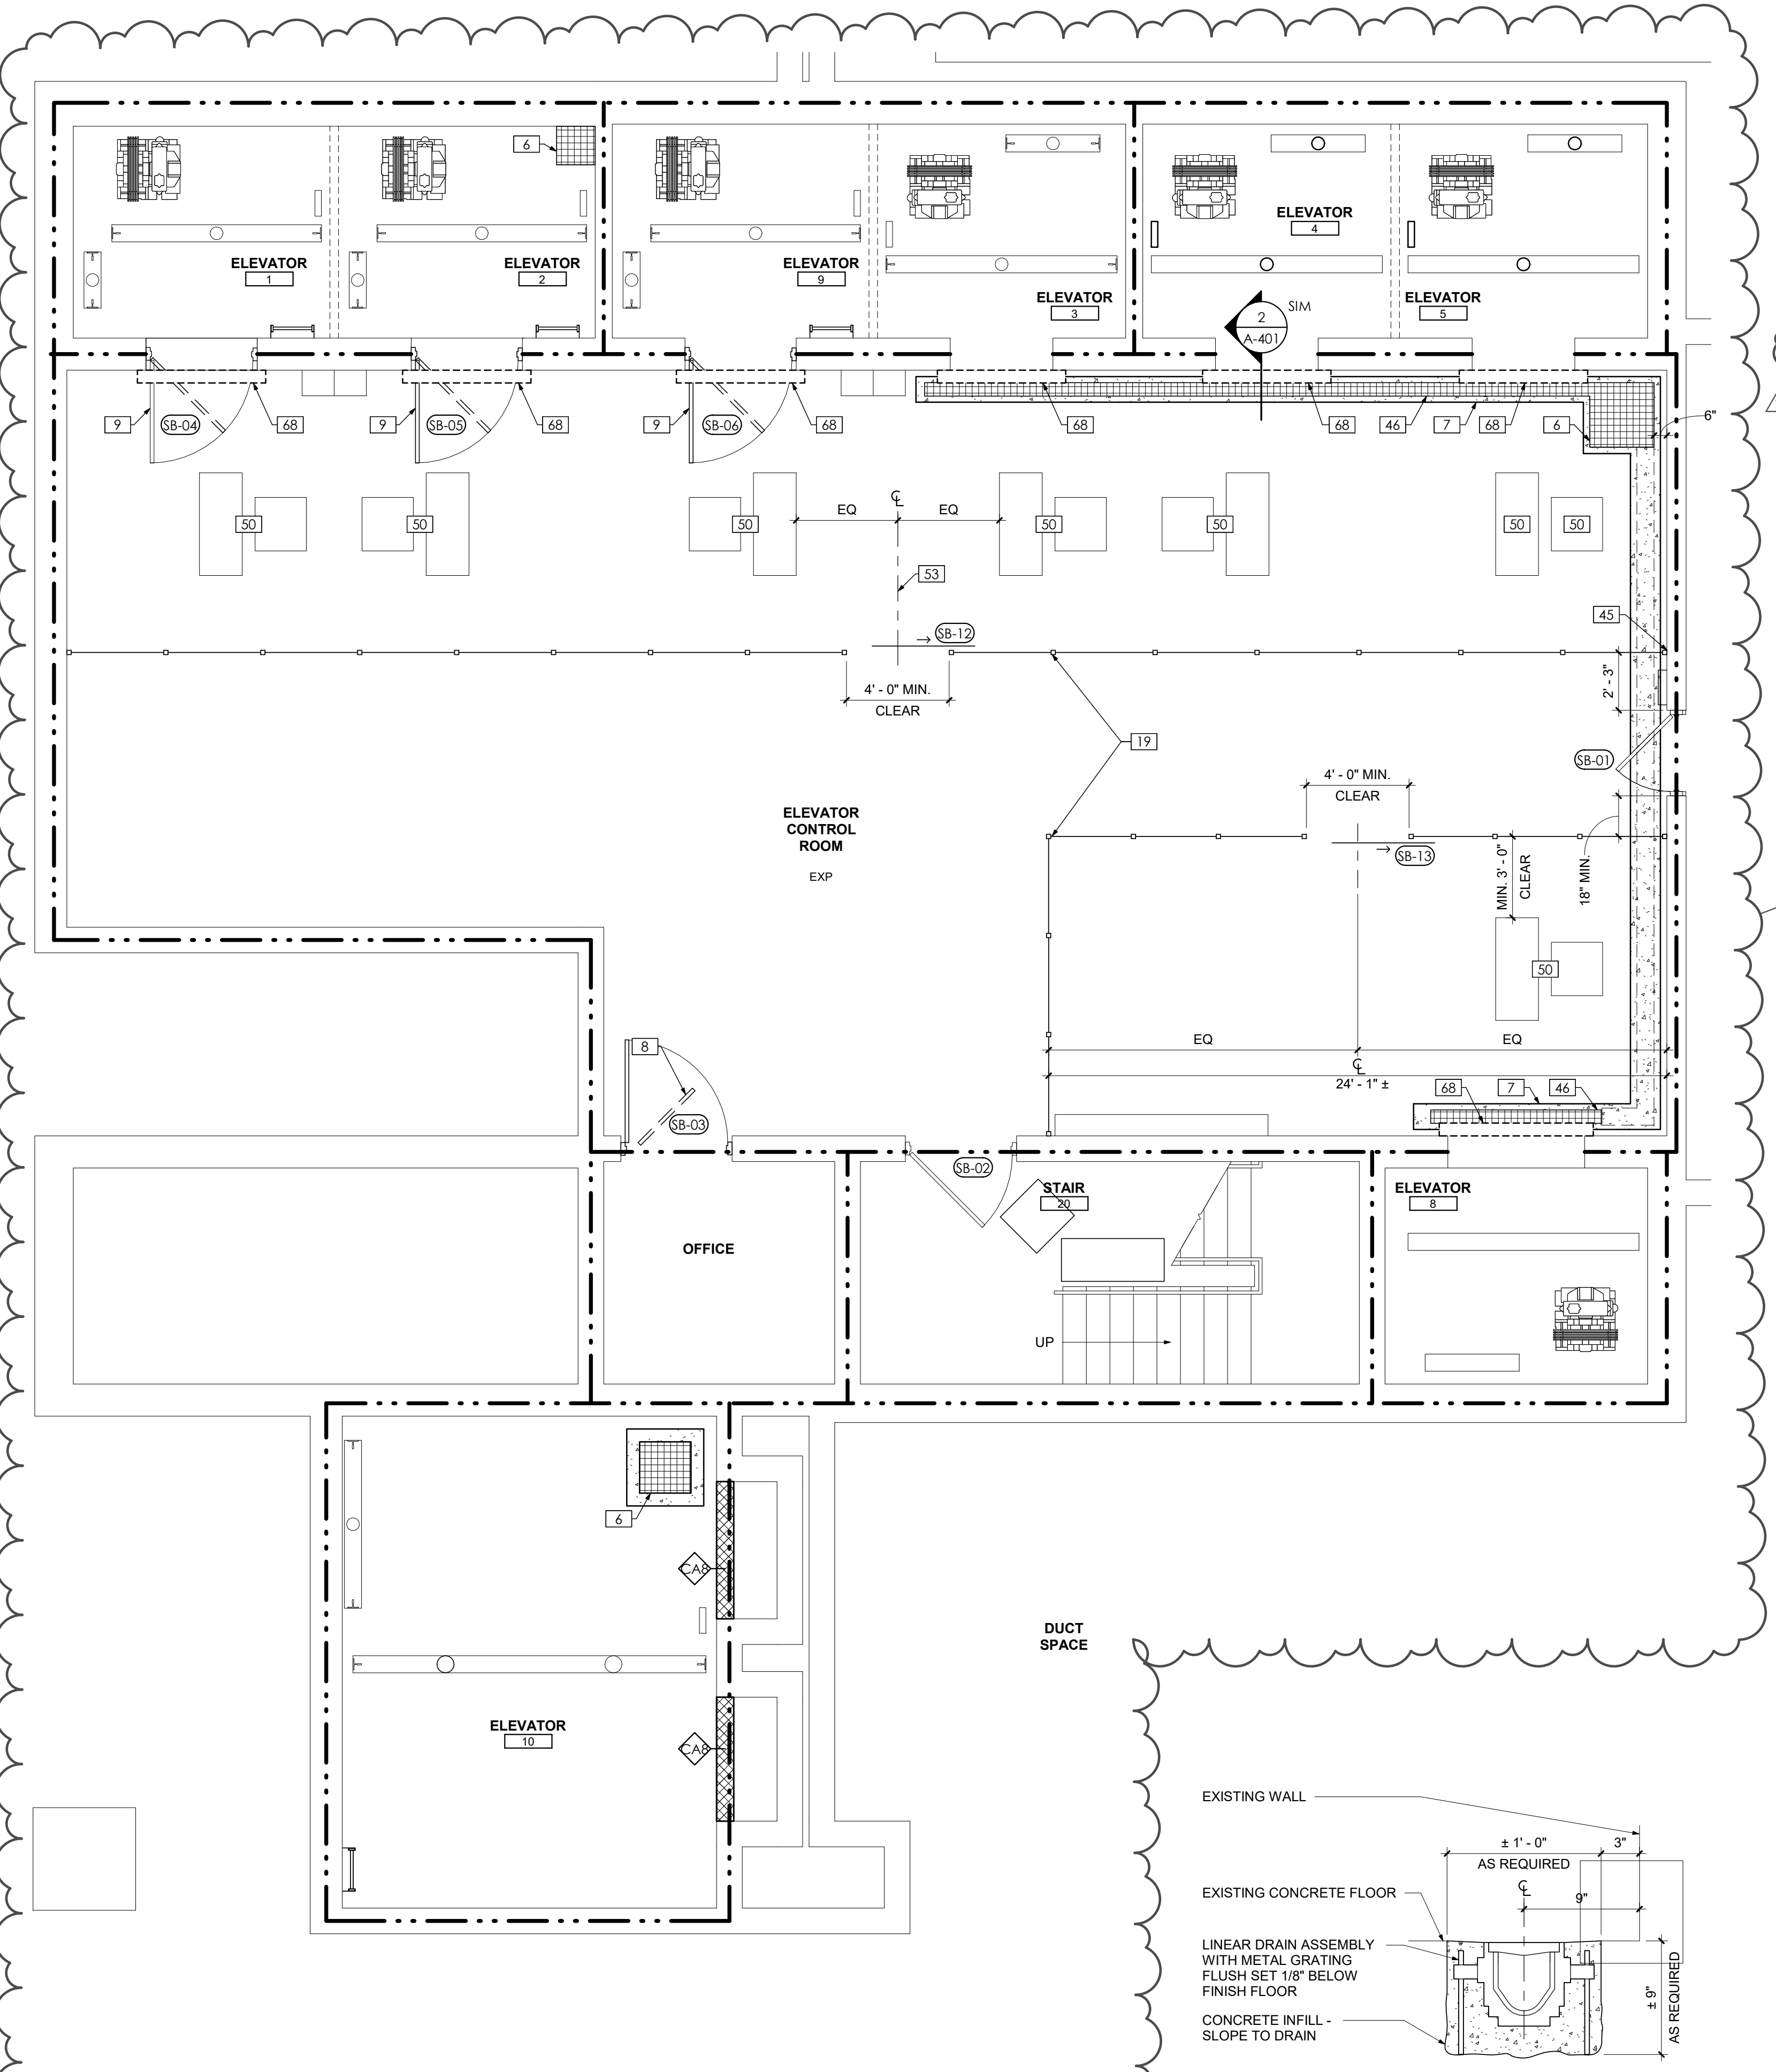 6
ELEVATOR
1
ELEVATOR
2
ELEVATOR
9
ELEVATOR
3
ELEVATOR
4
ELEVATOR
5
2
A-401
SIM
9
SB-04
68
9
SB-05
68
9
SB-06
68
68
68
46
7
68
6
6"
50
50
50
EQ
℄
EQ
50
50
50
50
53
SB-12
45
4' - 0" MIN.
CLEAR
2' - 3"
19
SB-01
4' - 0" MIN.
CLEAR
ELEVATOR
CONTROL
ROOM
EXP
SB-13
MIN. 3' - 0"
CLEAR
18" MIN.
50
8
SB-03
EQ
EQ
℄
24' - 1" ±
68
7
46
SB-02
STAIR
20
ELEVATOR
8
OFFICE
UP
6
CA8
CA8
ELEVATOR
10
DUCT
SPACE
EXISTING WALL
± 1' - 0"
AS REQUIRED
3"
℄
9"
EXISTING CONCRETE FLOOR
LINEAR DRAIN ASSEMBLY
WITH METAL GRATING
FLUSH SET 1/8" BELOW
FINISH FLOOR
± 9"
AS REQUIRED
CONCRETE INFILL -
SLOPE TO DRAIN